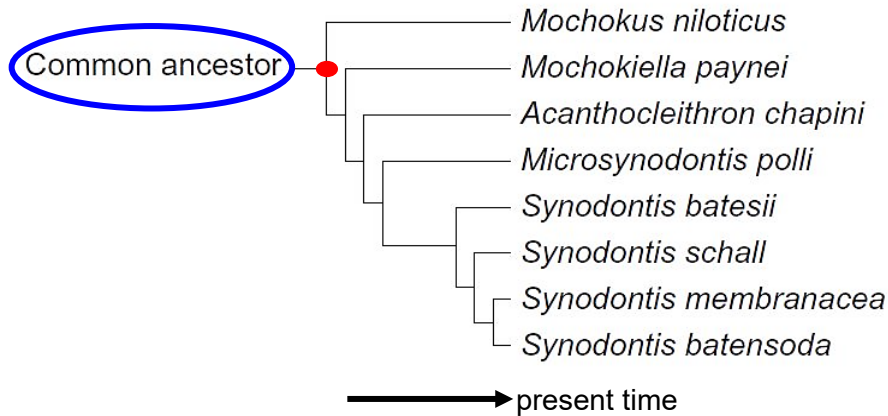 Mochokus niloticus
Common ancestor
Mochokiella paynei
Acanthocleithron chapini
Microsynodontis polli
Synodontis batesii
Synodontis schall
Synodontis membranacea
Synodontis batensoda
present time